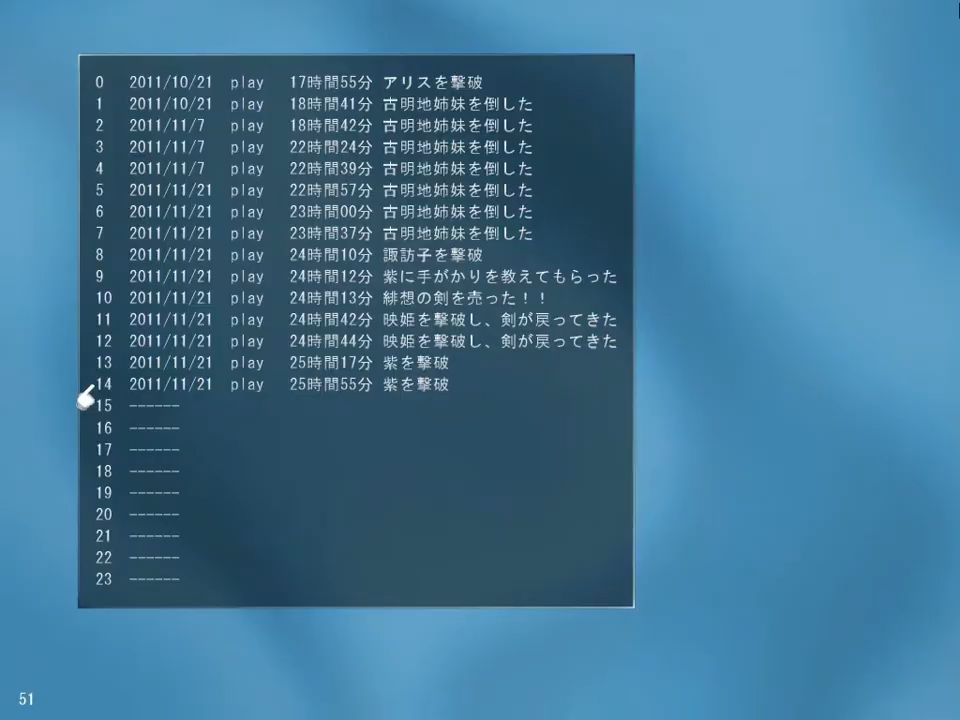 0 2011/10/21 play 17時間55分 アリスを撃破
1 2011/10/21 play 18時間41分 古明地姉妹を倒した
2 2011/11/7 play 18時間42分 古明地姉妹を倒した
3 2011/11/7 play 22時間24分 古明地姉妹を倒した
4 2011/11/7 play 22時間39分 古明地姉妹を倒した
5 2011/11/21 play 22時間57分 古明地姉妹を倒した
6 2011/11/21 play 23時間00分 古明地姉妹を倒した
7 2011/11/21 play 23時間37分 古明地姉妹を倒した
8 2011/11/21 play 24時間10分 諏訪子を撃破
9 2011/11/21 play 24時間12分 紫に手がかりを教えてもらった
10 2011/11/21 play 24時間13分 緋想の剣を売った!!
11 2011/11/21 play 24時間42分 映姫を撃破し、剣が戻ってきた
12 2011/11/21 play 24時間44分 映姫を撃破し、剣が戻ってきた
13 2011/11/21 play 25時間17分 紫を撃破
14 2011/11/21 play 25時間55分 紫を撃破
15 ------
16 ------
17 ------
18 ------
19 ------
20 ------
21 ------
22 ------
23 ------
51